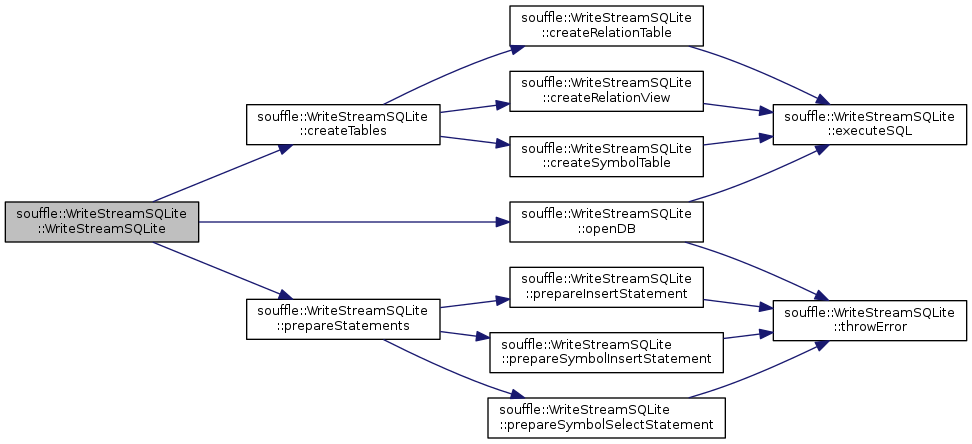 souffle::WriteStreamSQLite
::WriteStreamSQLite
souffle::WriteStreamSQLite
::createTables
souffle::WriteStreamSQLite
::createRelationTable
souffle::WriteStreamSQLite
::createRelationView
souffle::WriteStreamSQLite
::createSymbolTable
souffle::WriteStreamSQLite
::executeSQL
souffle::WriteStreamSQLite
::openDB
souffle::WriteStreamSQLite
::prepareStatements
souffle::WriteStreamSQLite
::prepareInsertStatement
souffle::WriteStreamSQLite
::prepareSymbolInsertStatement
souffle::WriteStreamSQLite
::prepareSymbolSelectStatement
souffle::WriteStreamSQLite
::throwError